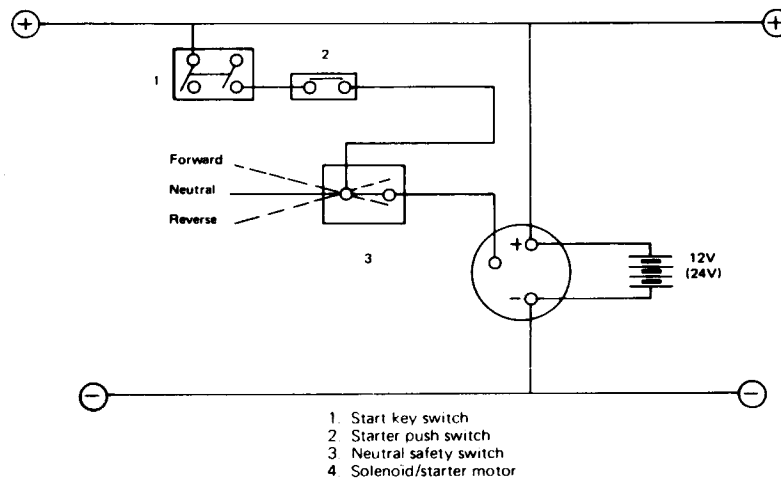 + +
2
1
Forward
Neutral
Reverse
3
+
12V
(24V)
−
− −
1. Start key switch
2. Starter push switch
3. Neutral safety switch
4. Solenoid/starter motor